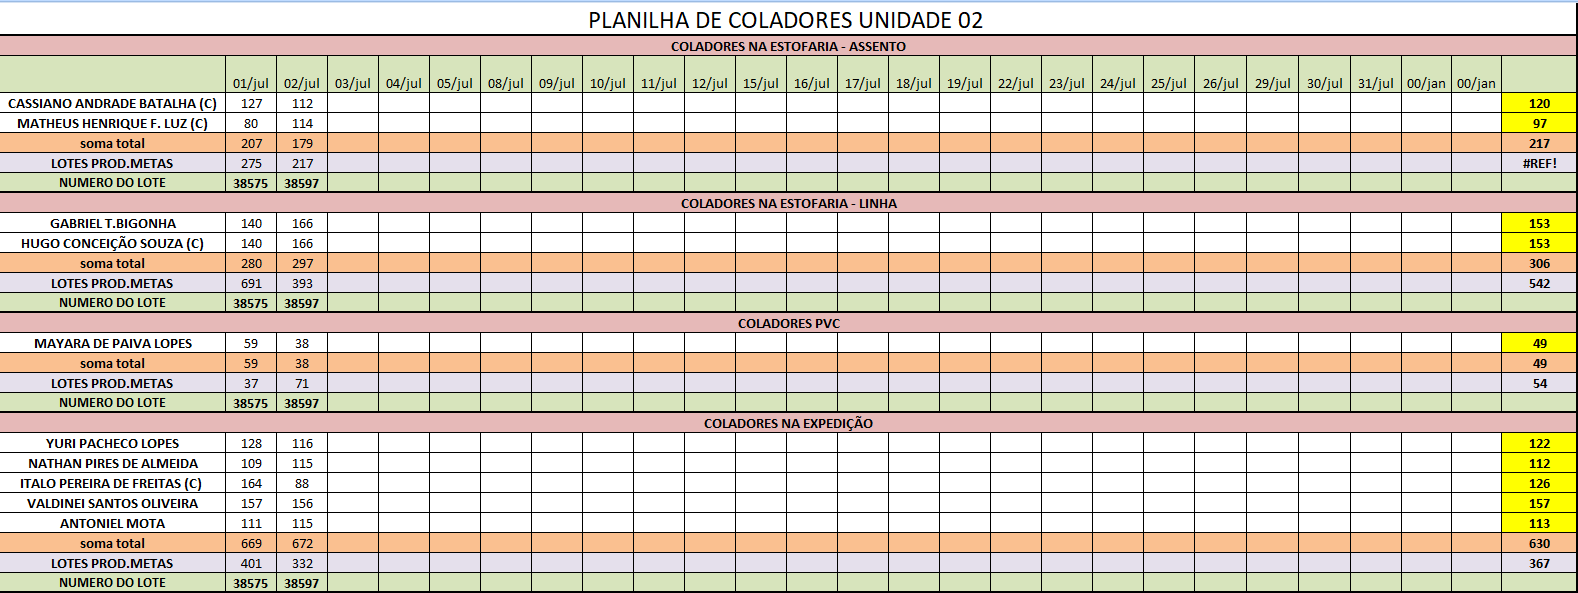 PLANILHA DE COLADORES UNIDADE 02
COLADORES NA ESTOFARIA - ASSENTO
01/jul 02/jul 03/jul 04/jul 05/jul 08/jul 09/jul 10/jul 11/jul 12/jul 15/jul 16/jul 17/jul 18/jul 19/jul 22/jul 23/jul 24/jul 25/jul 26/jul 29/jul 30/jul 31/jul 00/jan 00/jan
CASSIANO ANDRADE BATALHA (C) 127 112 120
MATHEUS HENRIQUE F. LUZ (C) 80 114 97
soma total 207 179 217
LOTES PROD.METAS 275 217 #REF!
NUMERO DO LOTE 38575 38597
COLADORES NA ESTOFARIA - LINHA
GABRIEL T.BIGONHA 140 166 153
HUGO CONCEIÇÃO SOUZA (C) 140 166 153
soma total 280 297 306
LOTES PROD.METAS 691 393 542
NUMERO DO LOTE 38575 38597
COLADORES PVC
MAYARA DE PAIVA LOPES 59 38 49
soma total 59 38 49
LOTES PROD.METAS 37 71 54
NUMERO DO LOTE 38575 38597
COLADORES NA EXPEDIÇÃO
YURI PACHECO LOPES 128 116 122
NATHAN PIRES DE ALMEIDA 109 115 112
ITALO PEREIRA DE FREITAS (C) 164 88 126
VALDINEI SANTOS OLIVEIRA 157 156 157
ANTONIEL MOTA 111 115 113
soma total 669 672 630
LOTES PROD.METAS 401 332 367
NUMERO DO LOTE 38575 38597